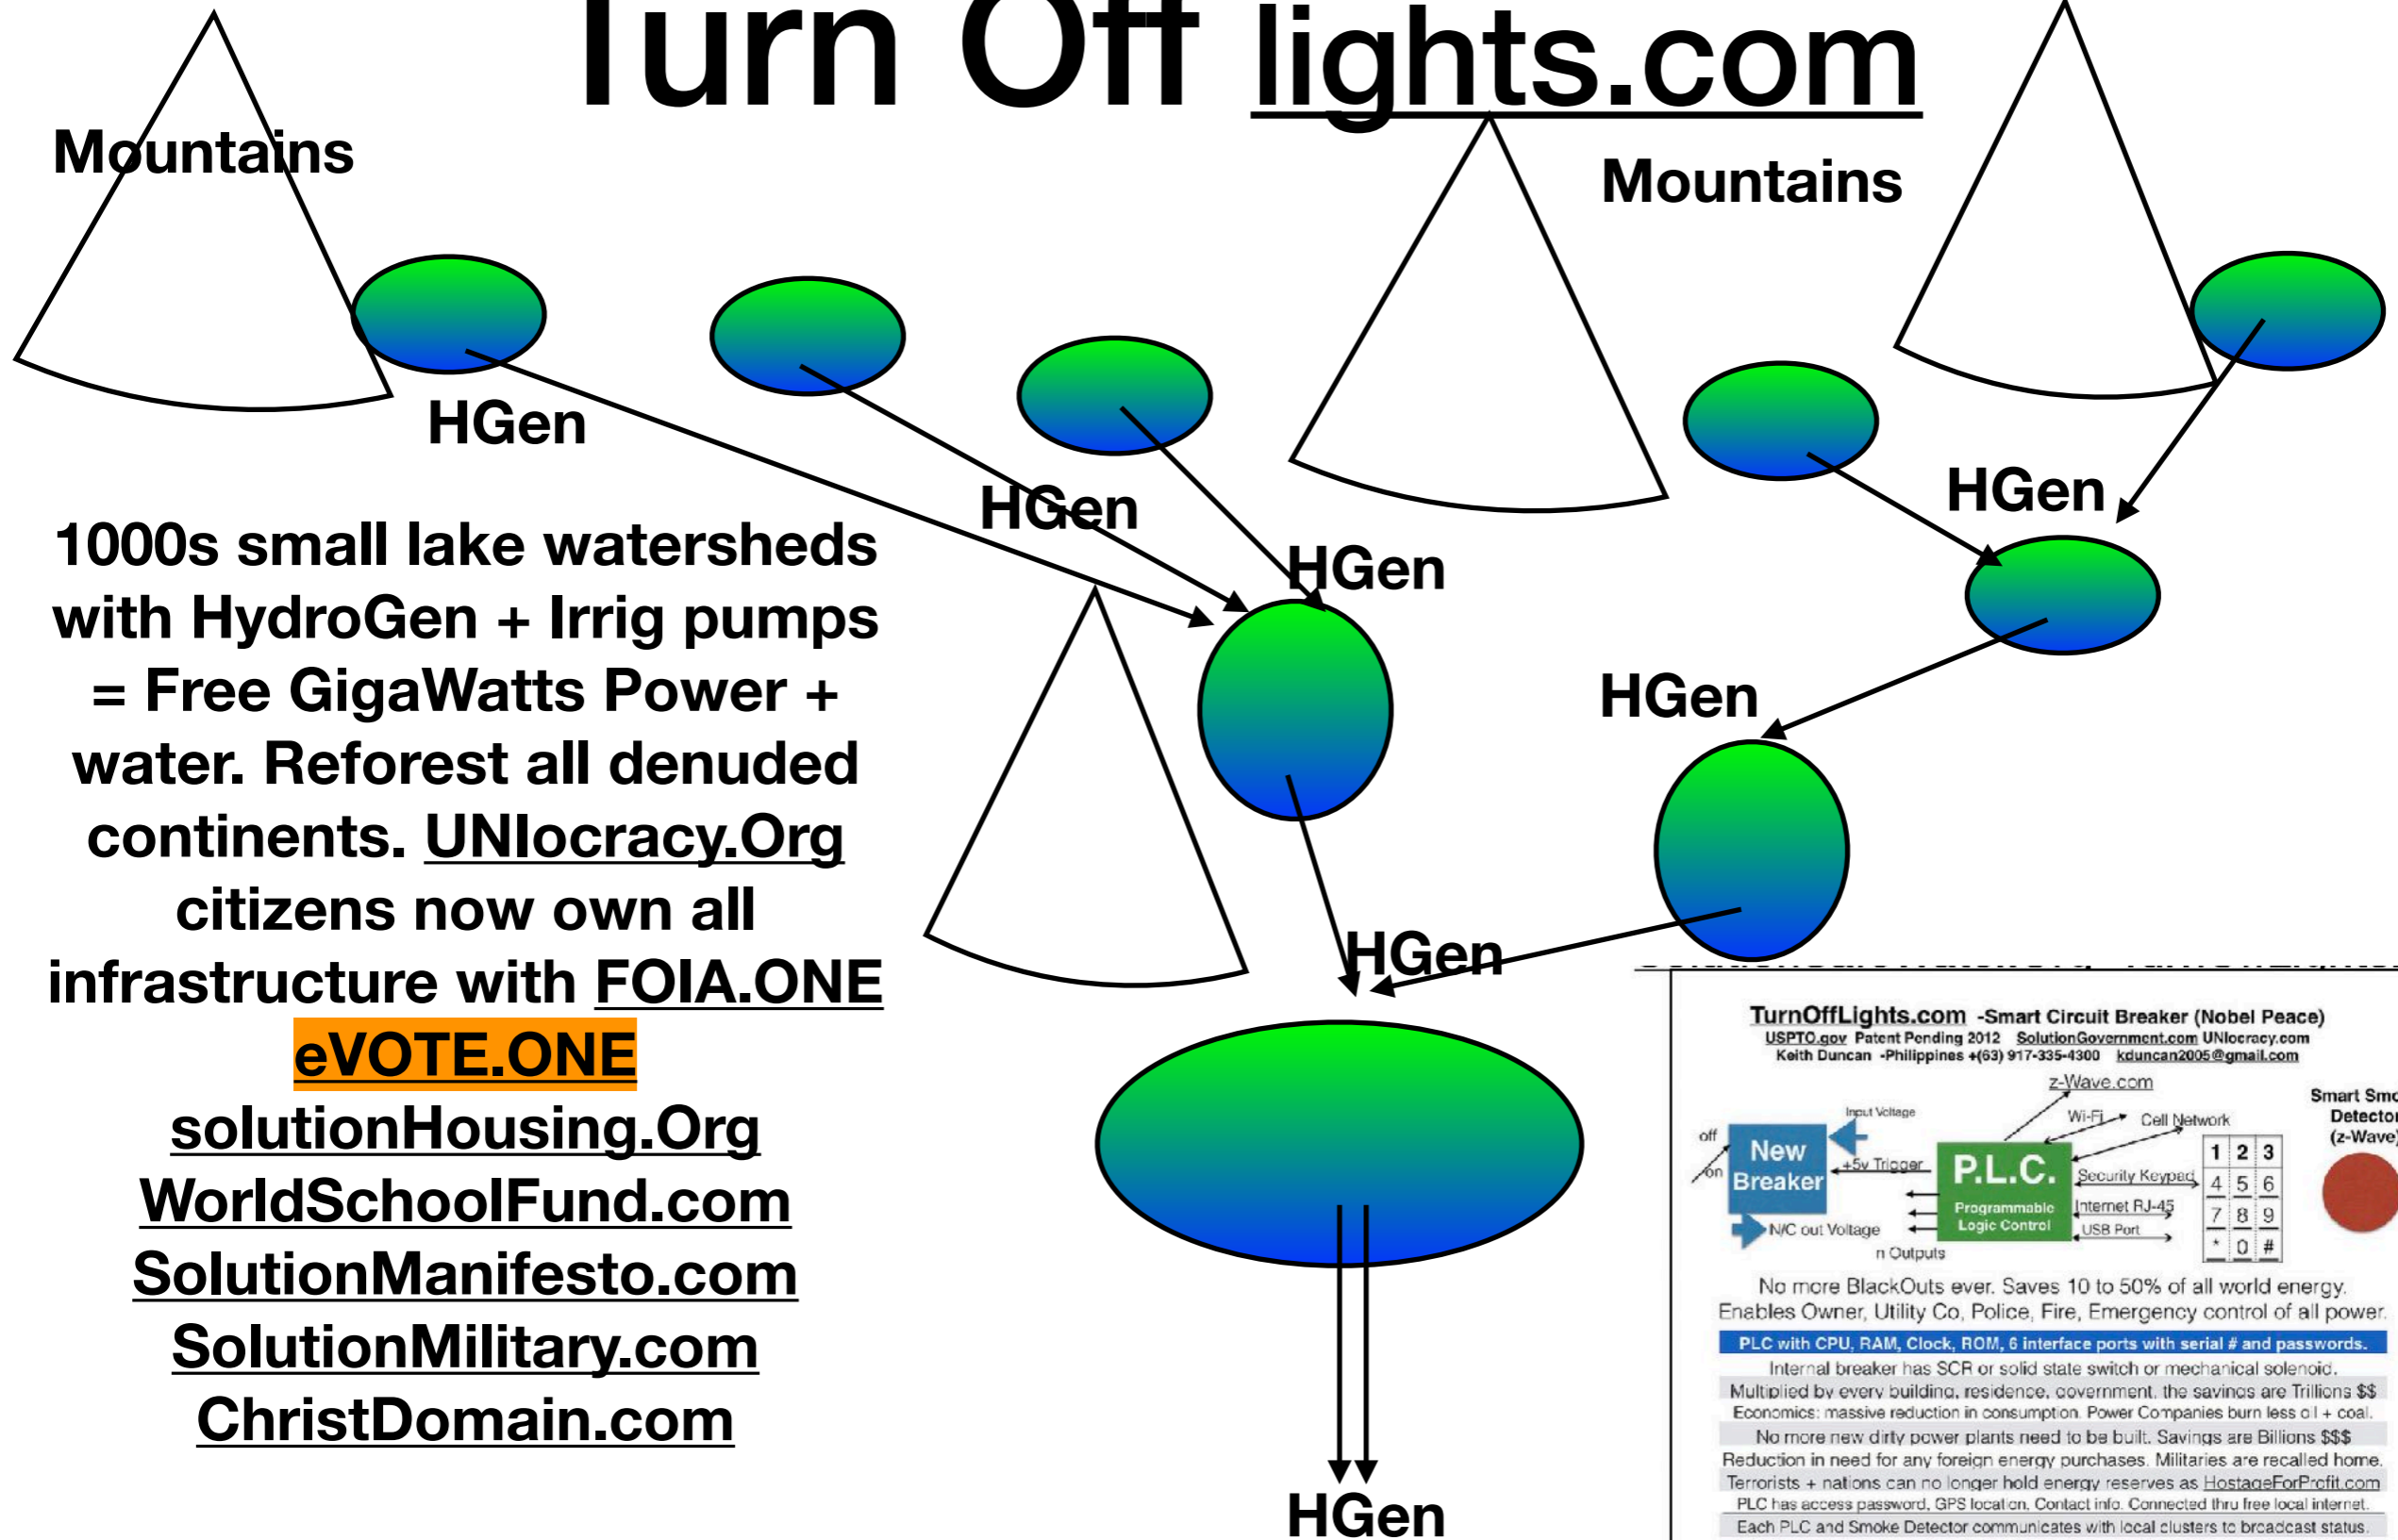 Turn Off lights.com
Mountains
Mountains
HGen
HGen
HGen
HGen
HGen
HGen
HGen
1000s small lake watersheds
with HydroGen + Irrig pumps
= Free GigaWatts Power +
water. Reforest all denuded
continents. UNIocracy.Org
citizens now own all
infrastructure with FOIA.ONE
eVOTE.ONE
solutionHousing.Org
WorldSchoolFund.com
SolutionManifesto.com
SolutionMilitary.com
ChristDomain.com
TurnOffLights.com -Smart Circuit Breaker (Nobel Peace)
USPTO.gov Patent Pending 2012 SolutionGovernment.com UNIocracy.com
Keith Duncan -Philippines +(63) 917-335-4300 kduncan2005@gmail.com
z-Wave.com
Smart Smo
Detector
(z-Wave)
Input Voltage
Wi-Fi
Cell Network
off
on
New
Breaker
+5v Trigger
P.L.C.
Programmable
Logic Control
Security Keypad
Internet RJ-45
USB Port
1 2 3
4 5 6
7 8 9
* 0 #
N/C out Voltage
n Outputs
No more BlackOuts ever. Saves 10 to 50% of all world energy.
Enables Owner, Utility Co, Police, Fire, Emergency control of all power.
PLC with CPU, RAM, Clock, ROM, 6 interface ports with serial # and passwords.
Internal breaker has SCR or solid state switch or mechanical solenoid.
Multiplied by every building, residence, government, the savings are Trillions $$
Economics: massive reduction in consumption. Power Companies burn less oil + coal.
No more new dirty power plants need to be built. Savings are Billions $$$
Reduction in need for any foreign energy purchases. Militaries are recalled home.
Terrorists + nations can no longer hold energy reserves as HostageForProfit.com
PLC has access password, GPS location, Contact info. Connected thru free local internet.
Each PLC and Smoke Detector communicates with local clusters to broadcast status.